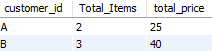 customer_id Total_Items total_price
A 2 25
B 3 40